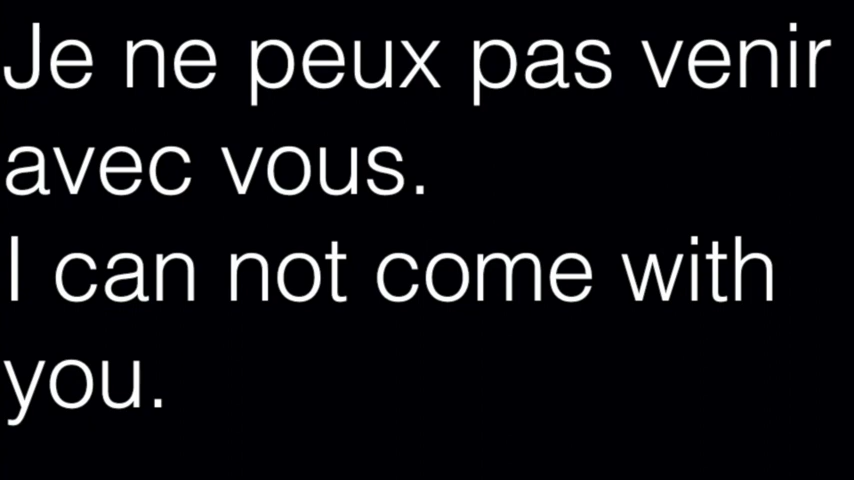 Je ne peux pas venir
avec vous.
I can not come with
you.